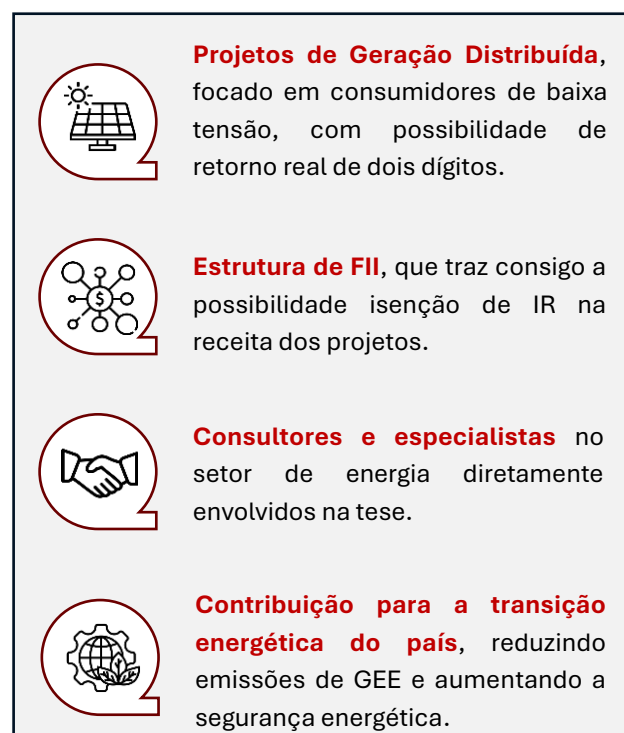 Projetos de Geração Distribuída,
focado em consumidores de baixa
tensão, com possibilidade de
retorno real de dois dígitos.
Estrutura de FII, que traz consigo a
possibilidade isenção de IR na
receita dos projetos.
Consultores e especialistas no
setor de energia diretamente
envolvidos na tese.
Contribuição para a transição
energética do país, reduzindo
emissões de GEE e aumentando a
segurança energética.